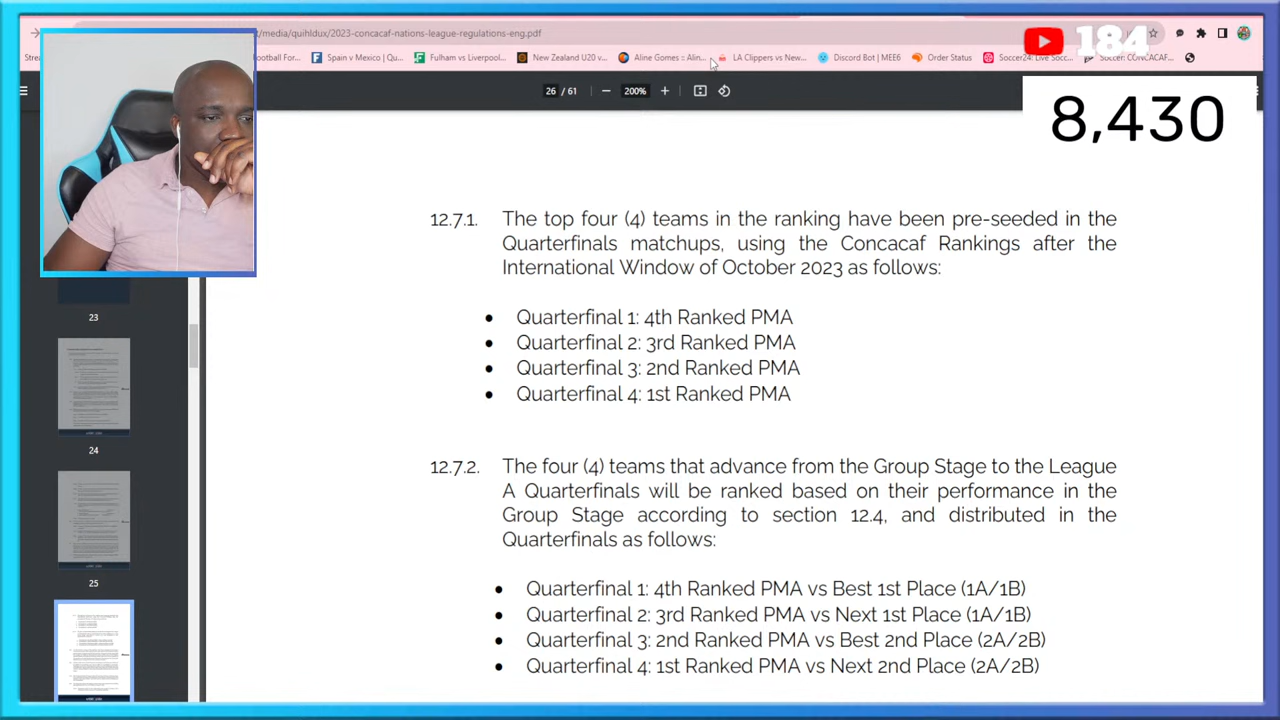 t/media/quihldux/2023-concacaf-nations-league-regulations-eng.pdf
184
ootball For...
Spain v Mexico | Qu...
Fulham vs Liverpool...
New Zealand U20 v...
Aline Gomes :: Alin...
LA Clippers vs New...
Discord Bot | MEE6
Order Status
Soccer24: Live Socc...
Soccer: CONCACAF...
26 / 61
200%
8,430
12.7.1. The top four (4) teams in the ranking have been pre-seeded in the
Quarterfinals matchups, using the Concacaf Rankings after the
International Window of October 2023 as follows:
Quarterfinal 1: 4th Ranked PMA
Quarterfinal 2: 3rd Ranked PMA
Quarterfinal 3: 2nd Ranked PMA
Quarterfinal 4: 1st Ranked PMA
12.7.2. The four (4) teams that advance from the Group Stage to the League
A Quarterfinals will be ranked based on their performance in the
Group Stage according to section 12.4, and distributed in the
Quarterfinals as follows:
Quarterfinal 1: 4th Ranked PMA vs Best 1st Place (1A/1B)
Quarterfinal 2: 3rd Ranked PMA vs Next 1st Place (1A/1B)
Quarterfinal 3: 2nd Ranked PMA vs Best 2nd Place (2A/2B)
Quarterfinal 4: 1st Ranked PMA vs Next 2nd Place (2A/2B)
23
24
25